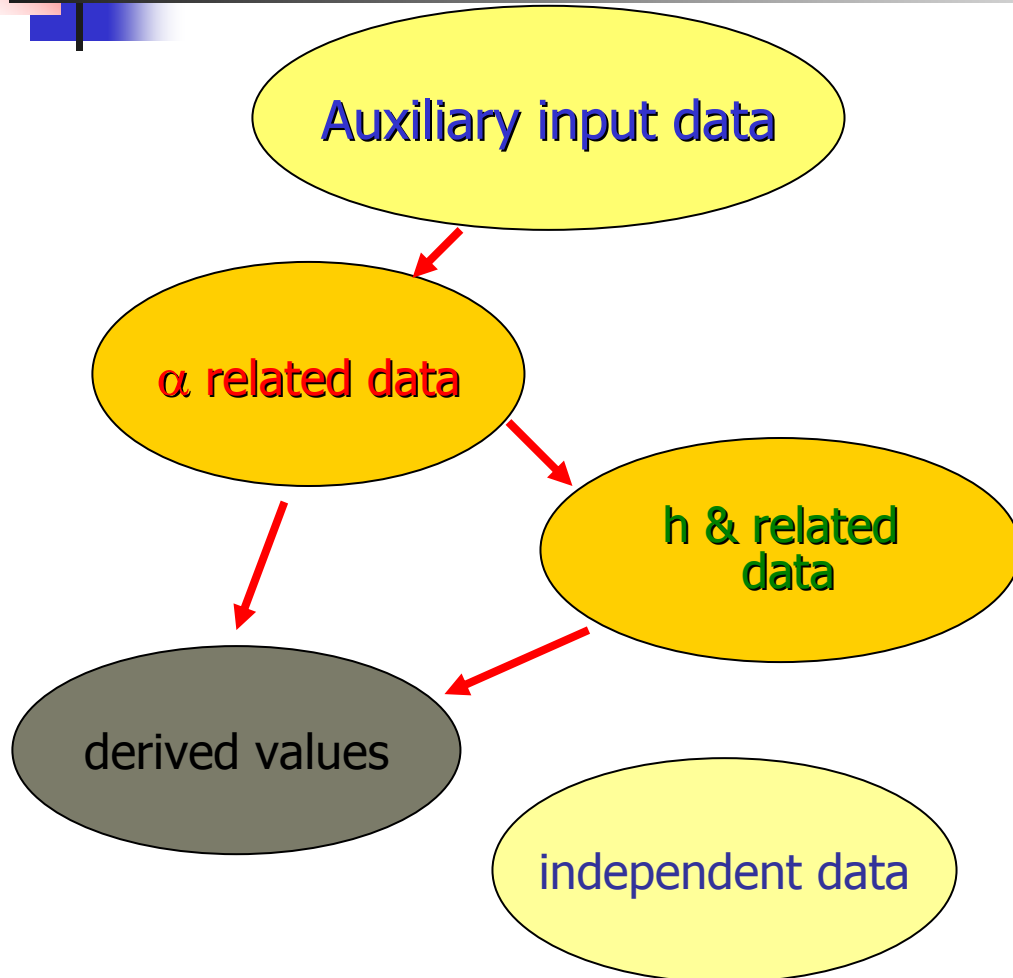 Auxiliary input data
α related data
h & related
data
derived values
independent data